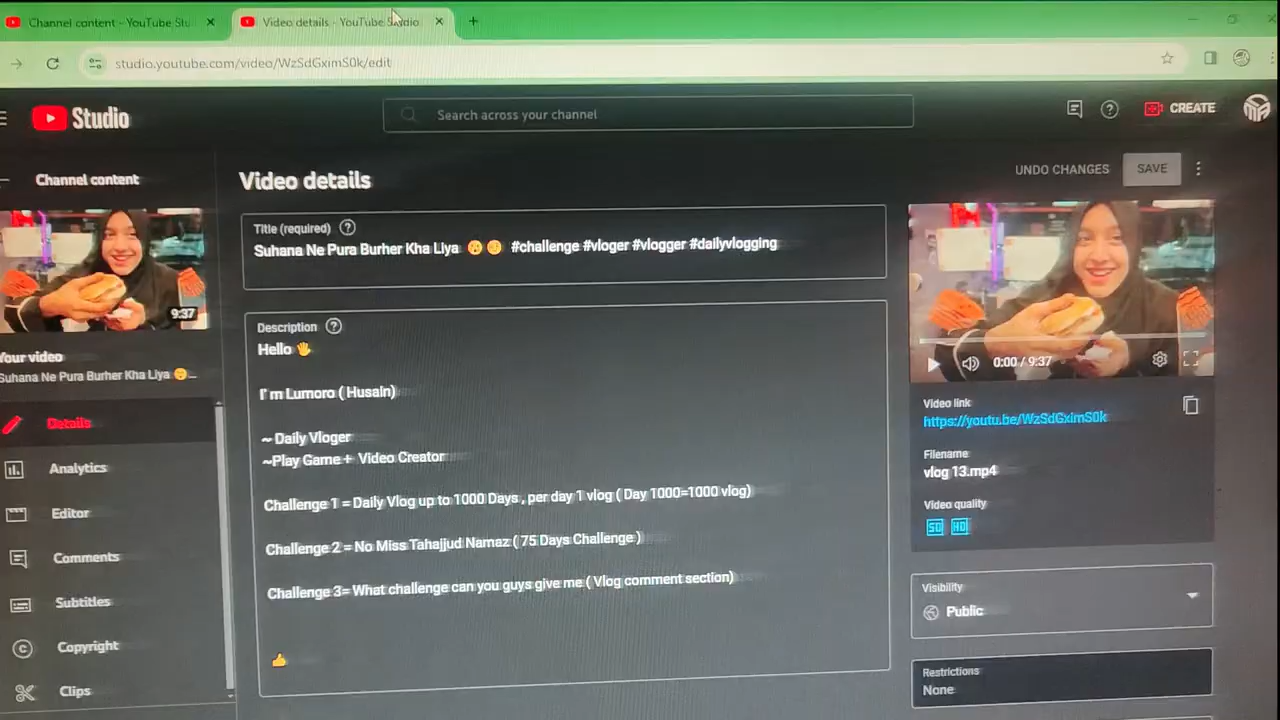 Channel content - YouTube Stu
Video details - YouTube Studio
studio.youtube.com/video/WzSdGximS0k/edit
Studio
Search across your channel
CREATE
Channel content
Video details
UNDO CHANGES
SAVE
Title (required)
Suhana Ne Pura Burher Kha Liya 😲😊 #challenge #vloger #vlogger #dailyvlogging
9:37
Your video
Suhana Ne Pura Burher Kha Liya 😲...
Details
Analytics
Editor
Comments
Subtitles
Copyright
Clips
Description
Hello 👋
I'm Lumoro ( Husain)
~ Daily Vloger
~Play Game + Video Creator
Challenge 1 = Daily Vlog up to 1000 Days , per day 1 vlog ( Day 1000=1000 vlog)
Challenge 2 = No Miss Tahajjud Namaz ( 75 Days Challenge )
Challenge 3= What challenge can you guys give me ( Vlog comment section)
👍
0:00 / 9:37
Video link
https://youtu.be/WzSdGximS0k
Filename
vlog 13.mp4
Video quality
SD HD
Visibility
Public
Restrictions
None